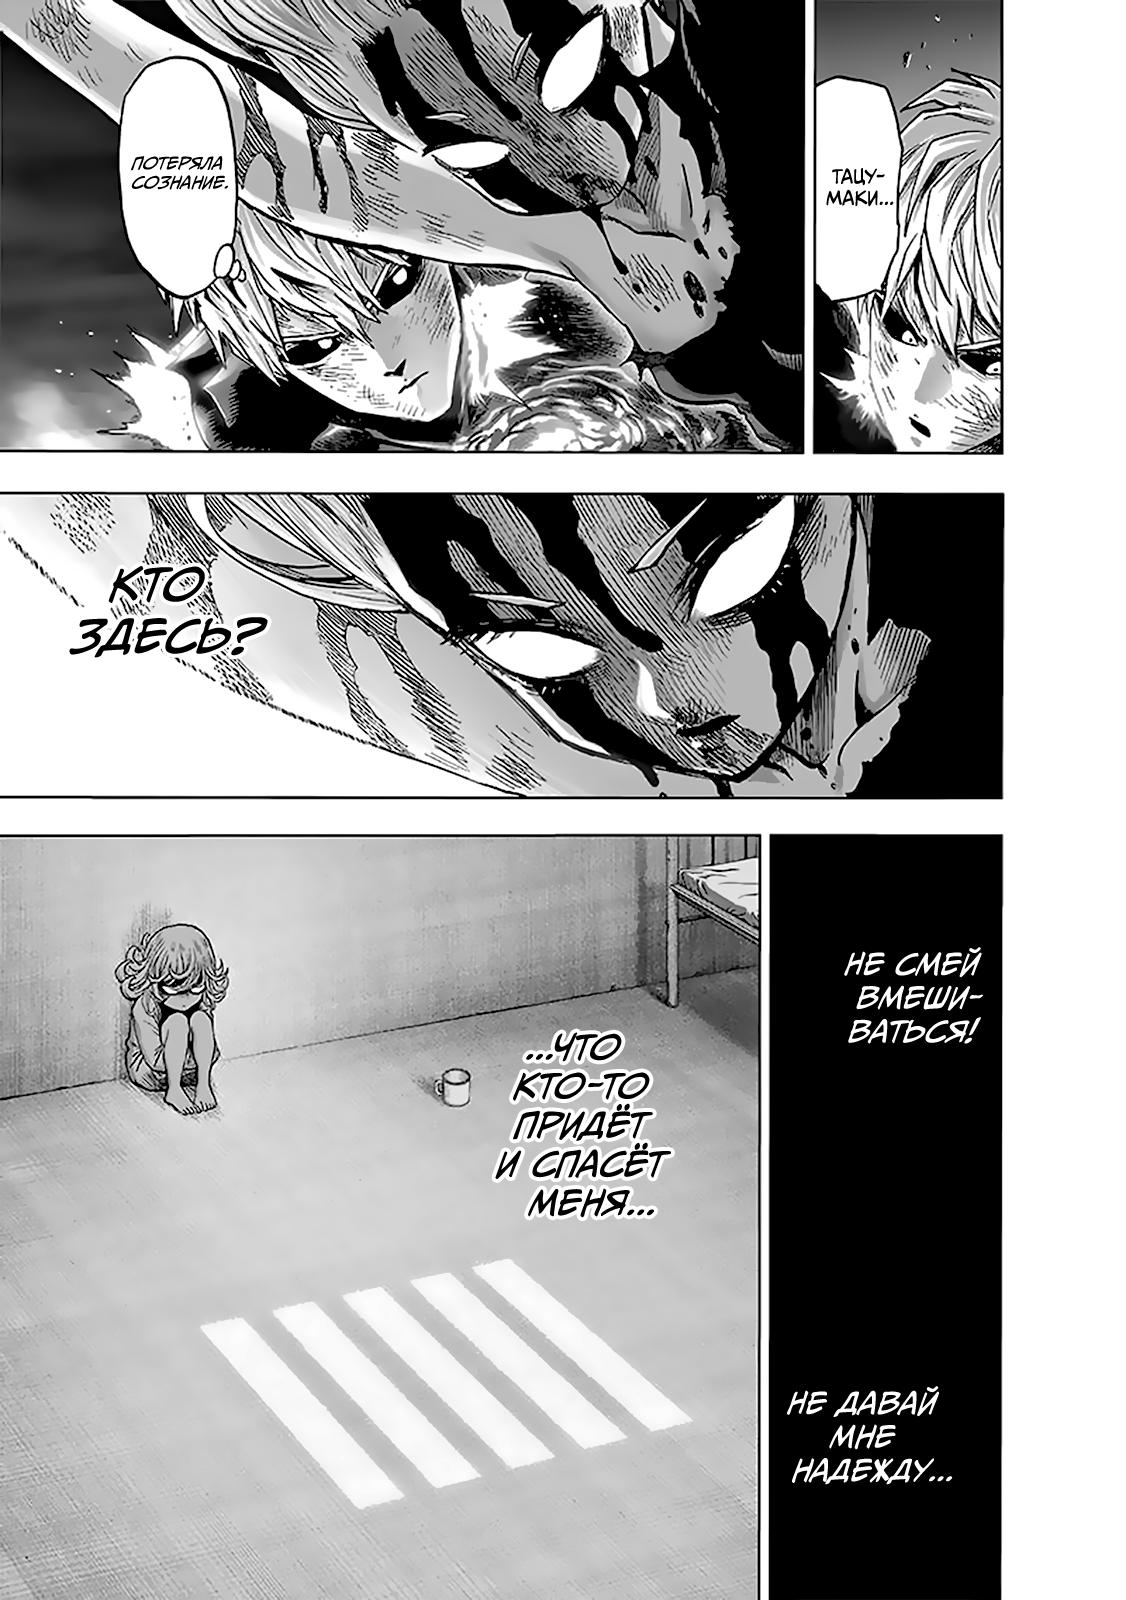 ТАЦУ-
МАКИ...
ПОТЕРЯЛА
СОЗНАНИЕ.
КТО
ЗДЕСЬ?
НЕ СМЕЙ
ВМЕШИ-
ВАТЬСЯ!
НЕ ДАВАЙ
МНЕ
НАДЕЖДУ...
...ЧТО
КТО-ТО
ПРИДЁТ
И СПАСЁТ
МЕНЯ...